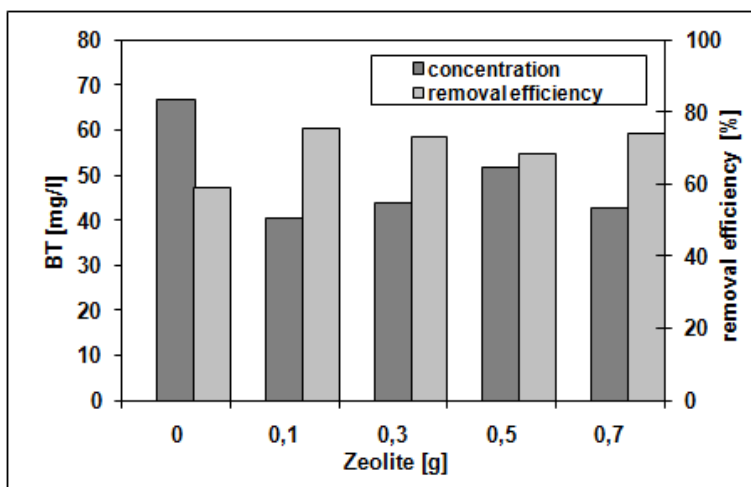 concentration
removal efficiency
BT [mg/l]
80
70
60
50
40
30
20
10
0
removal efficiency [%]
100
80
60
40
20
0
0 0,1 0,3 0,5 0,7
Zeolite [g]